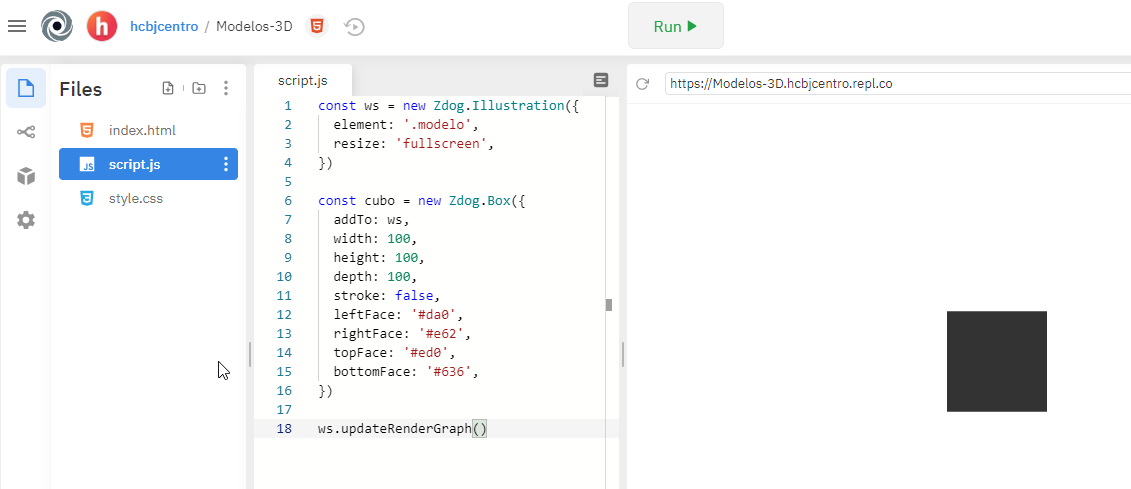 h hcbjcentro / Modelos-3D
Run
Files
index.html
JS script.js
style.css
script.js
1 const ws = new Zdog.Illustration({
2 element: '.modelo',
3 resize: 'fullscreen',
4 })
5
6 const cubo = new Zdog.Box({
7 addTo: ws,
8 width: 100,
9 height: 100,
10 depth: 100,
11 stroke: false,
12 leftFace: '#da0',
13 rightFace: '#e62',
14 topFace: '#ed0',
15 bottomFace: '#636',
16 })
17
18 ws.updateRenderGraph()
https://Modelos-3D.hcbjcentro.repl.co